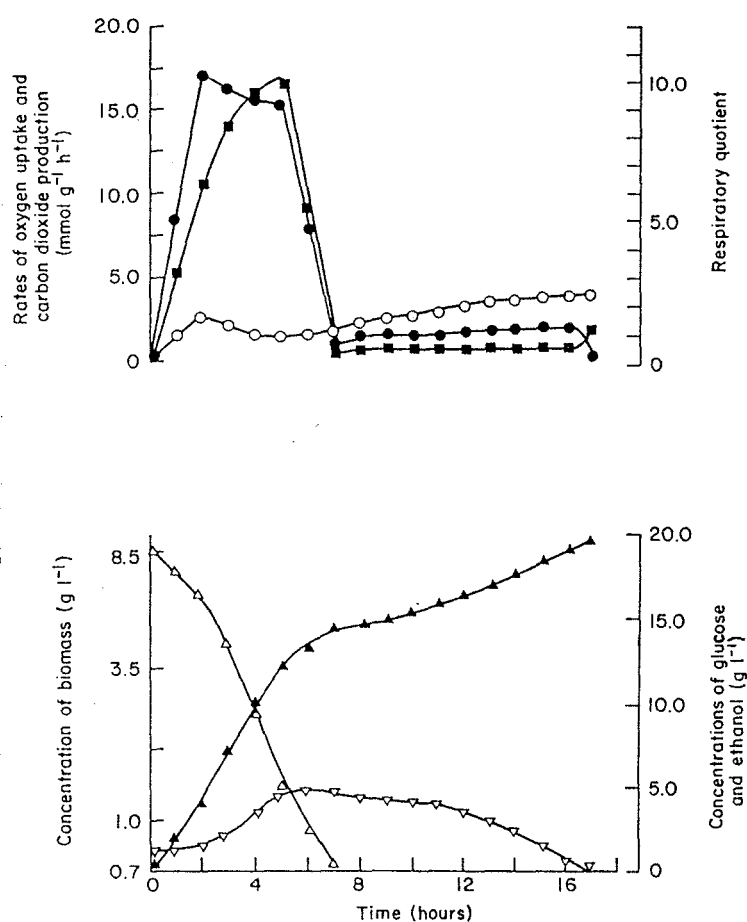 Rates of oxygen uptake and
carbon dioxide production
(mmol g⁻¹ h⁻¹)
20.0
15.0
10.0
5.0
0
10.0
5.0
0
Respiratory quotient
Concentration of biomass (g l⁻¹)
8.5
3.5
1.0
0.7
20.0
15.0
10.0
5.0
0
Concentrations of glucose
and ethanol (g l⁻¹)
0 4 8 12 16
Time (hours)